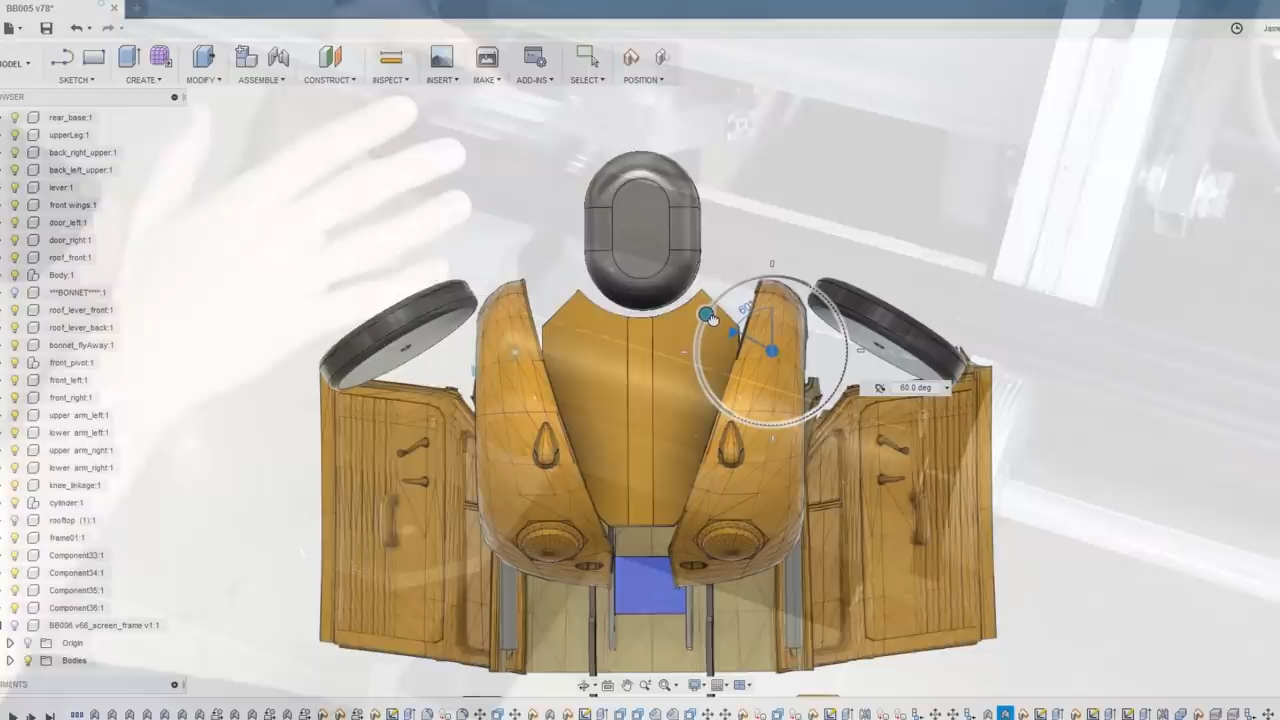 BB005 v78*
ODEL
SKETCH
CREATE
MODIFY
ASSEMBLE
CONSTRUCT
INSPECT
INSERT
MAKE
ADD-INS
SELECT
POSITION
OWSER
rear_base:1
upperLeg:1
back_right_upper:1
back_left_upper:1
lever:1
front wings:1
door_left:1
door_right:1
roof_front:1
Body:1
***BONNET****:1
roof_lever_front:1
roof_lever_back:1
bonnet_flyAway:1
front_pivot:1
front_left:1
front_right:1
upper arm_left:1
lower arm_left:1
upper arm_right:1
lower arm_right:1
knee_linkage:1
cylinder:1
rooftop (1):1
frame01:1
Component33:1
Component34:1
Component35:1
Component36:1
BB006 v66_screen_frame v1:1
Origin
Bodies
MENTS
60.0 deg